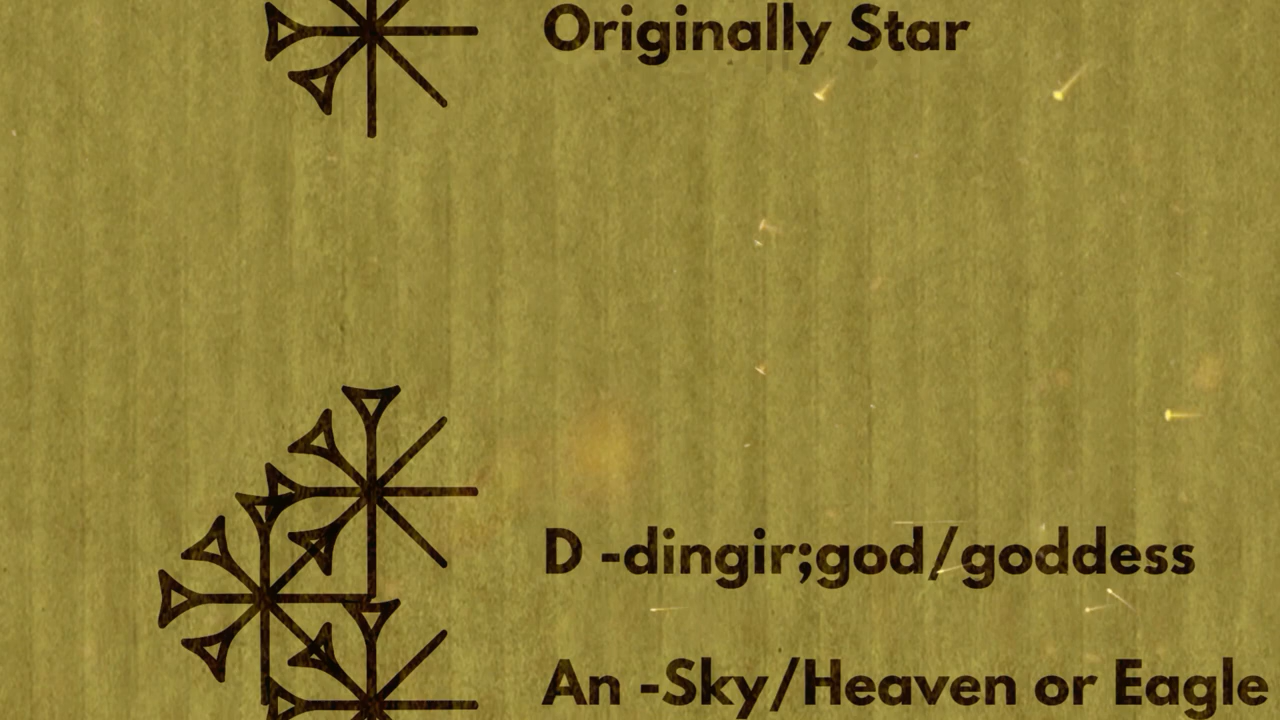 𒀭 Originally Star
𒀯
D -dingir;god/goddess
An -Sky/Heaven or Eagle